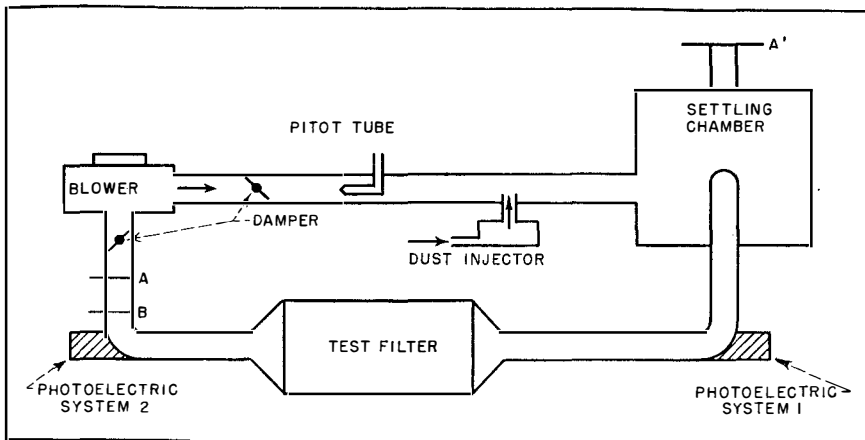 A'
SETTLING
CHAMBER
PITOT TUBE
BLOWER
DAMPER
DUST INJECTOR
A
B
TEST FILTER
PHOTOELECTRIC
SYSTEM 2
PHOTOELECTRIC
SYSTEM 1